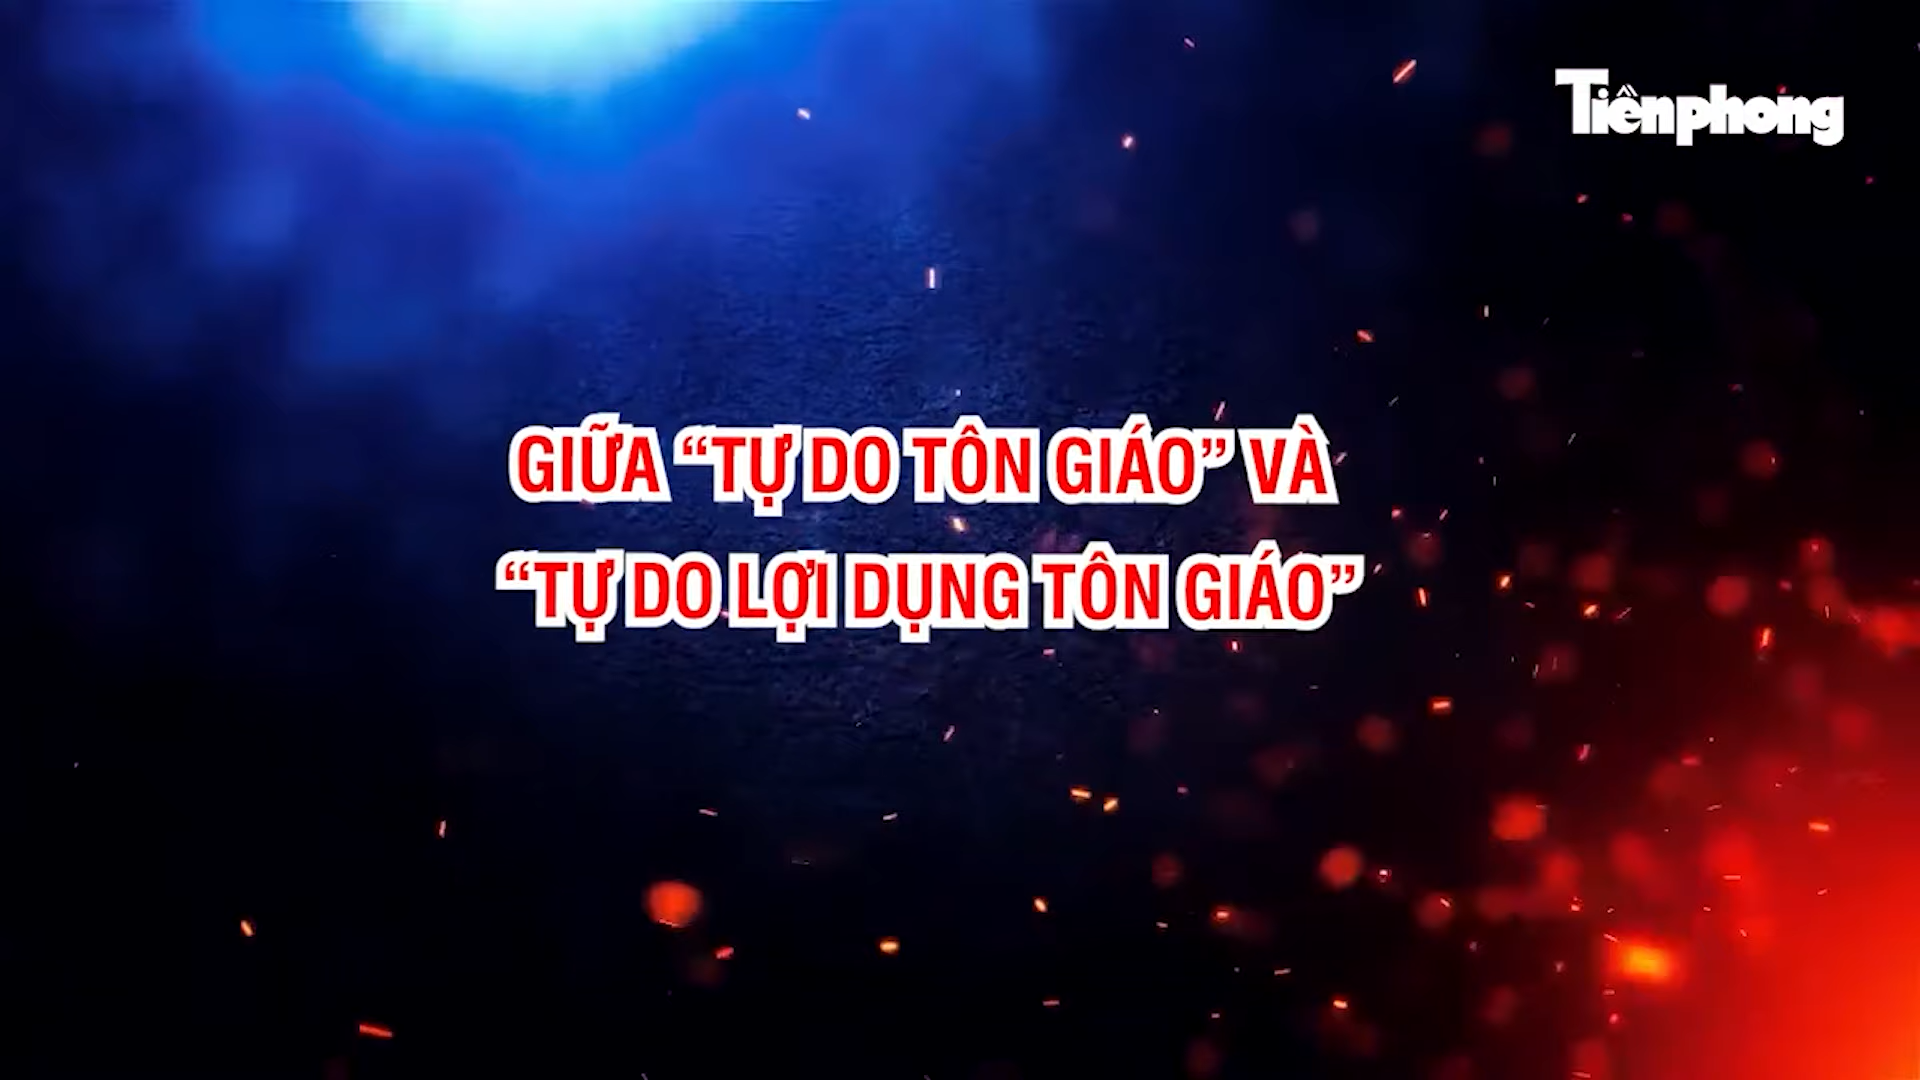 Tiềnphong
GIỮA “TỰ DO TÔN GIÁO” VÀ
“TỰ DO LỢI DỤNG TÔN GIÁO”